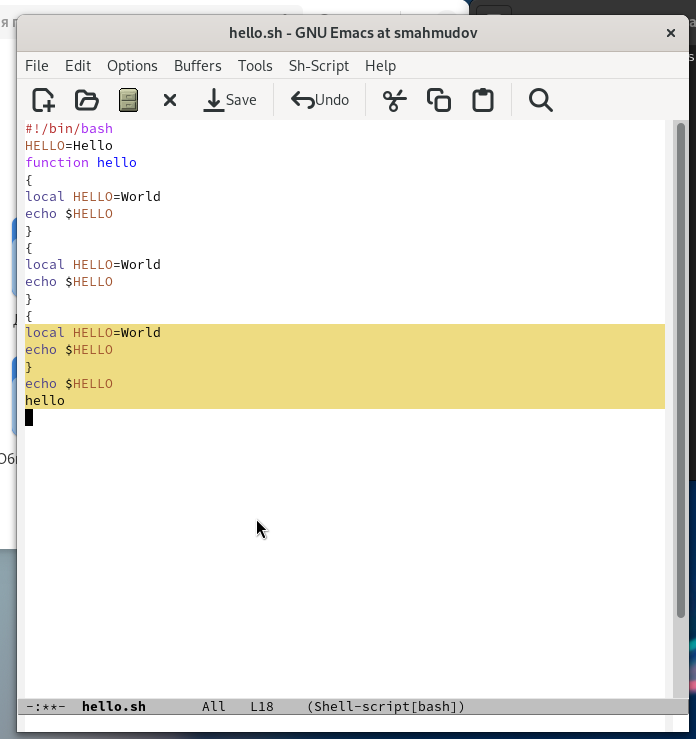 hello.sh - GNU Emacs at smahmudov
File Edit Options Buffers Tools Sh-Script Help
Save Undo
#!/bin/bash
HELLO=Hello
function hello
{
local HELLO=World
echo $HELLO
}
{
local HELLO=World
echo $HELLO
}
{
local HELLO=World
echo $HELLO
}
echo $HELLO
hello
-:**- hello.sh All L18 (Shell-script[bash])